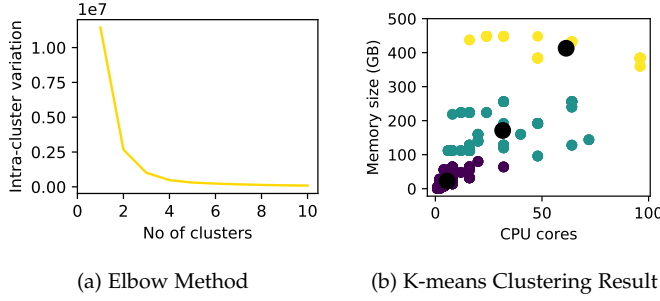 1e7
1.00
0.75
0.50
0.25
0.00
Intra-cluster variation
0 2 4 6 8 10
No of clusters
(a) Elbow Method
500
400
300
200
100
0
Memory size (GB)
0 50 100
CPU cores
(b) K-means Clustering Result